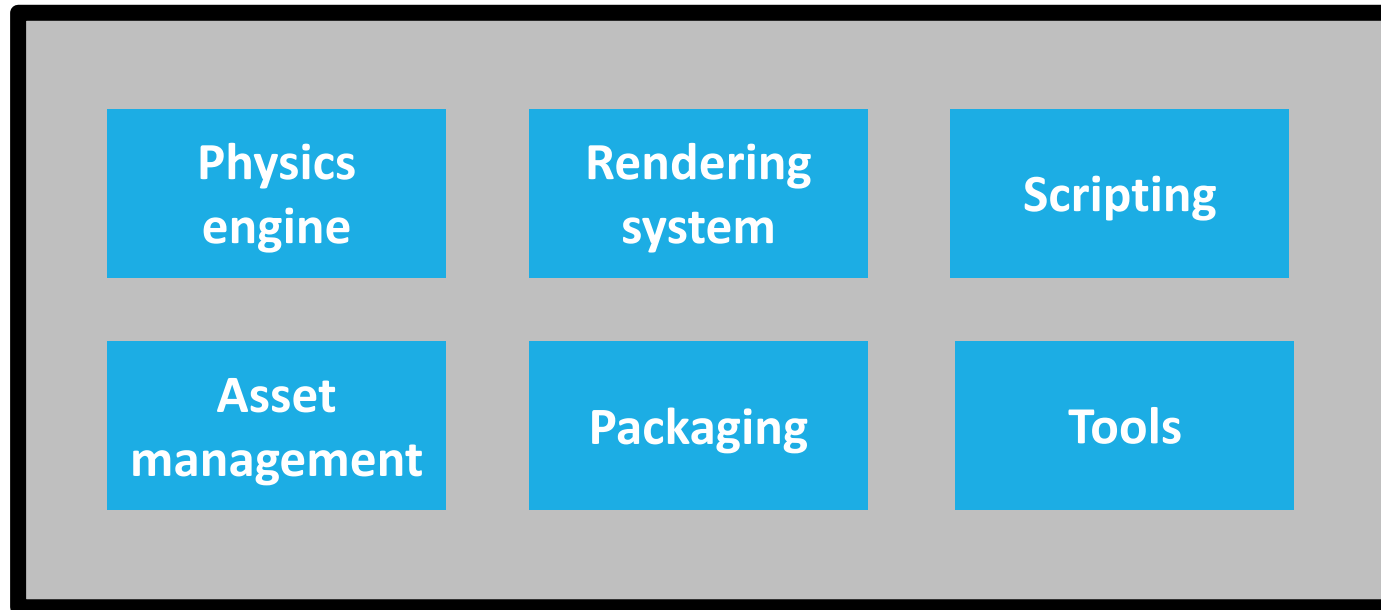 Physics
engine
Rendering
system
Scripting
Asset
management
Packaging
Tools